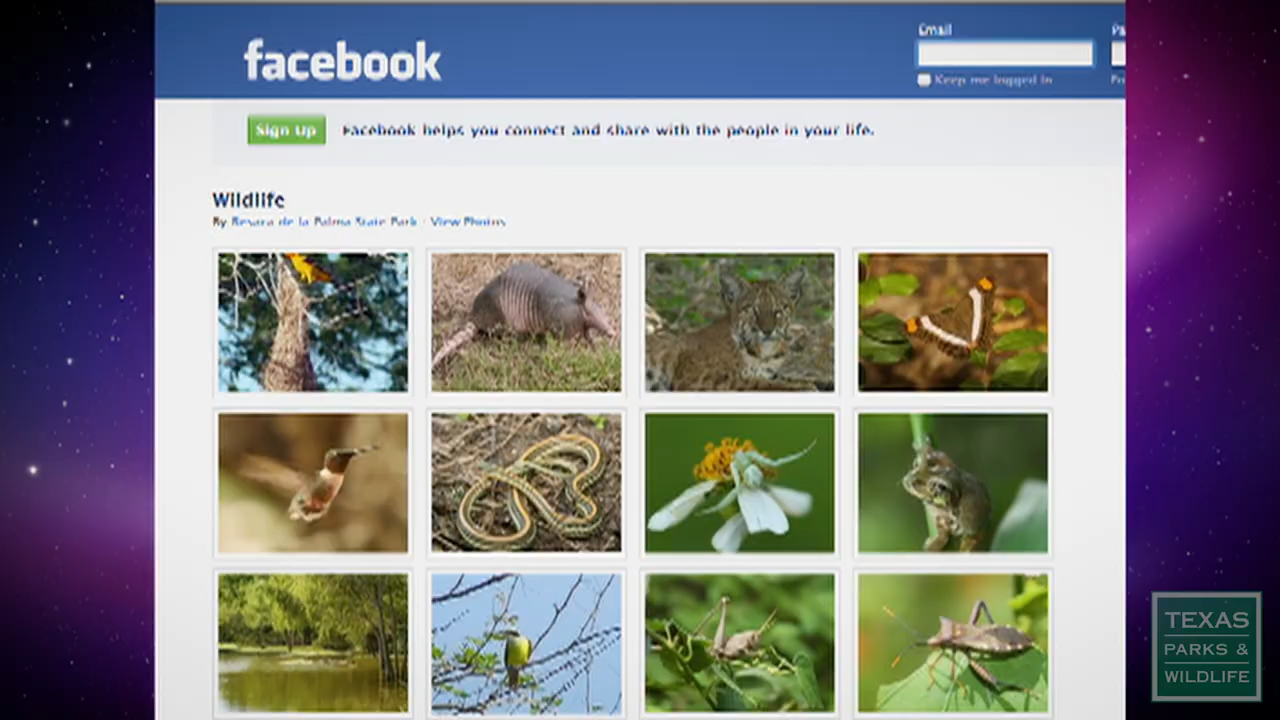 facebook
Email
Keep me logged in
Sign Up
Facebook helps you connect and share with the people in your life.
Wildlife
By Resaca de la Palma State Park · View Photos
TEXAS
PARKS &
WILDLIFE